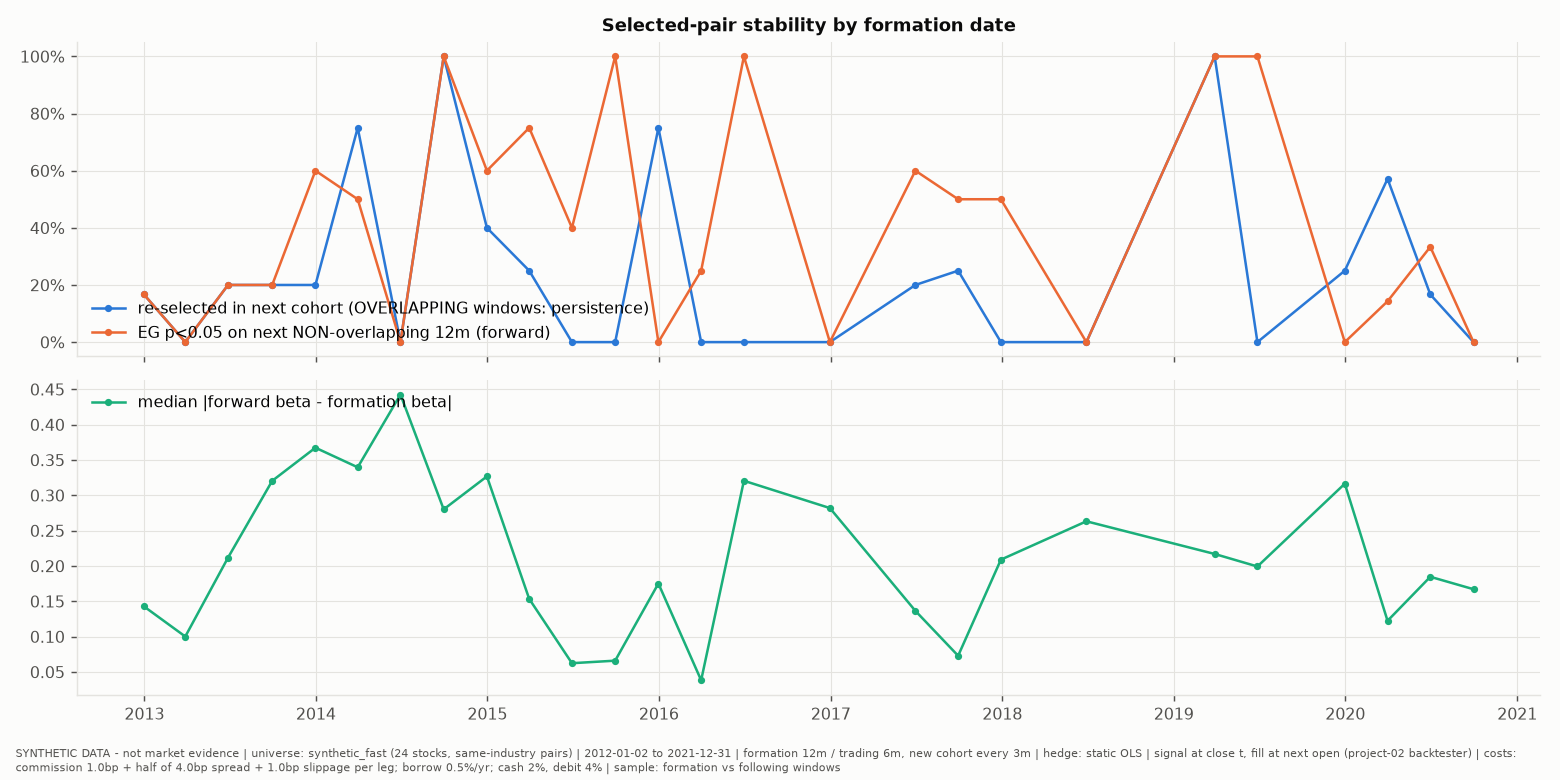 Selected-pair stability by formation date
100%
80%
60%
40%
20%
0%
re-selected in next cohort (OVERLAPPING windows: persistence)
EG p<0.05 on next NON-overlapping 12m (forward)
0.45
0.40
0.35
0.30
0.25
0.20
0.15
0.10
0.05
median |forward beta - formation beta|
2013 2014 2015 2016 2017 2018 2019 2020 2021
SYNTHETIC DATA - not market evidence | universe: synthetic_fast (24 stocks, same-industry pairs) | 2012-01-02 to 2021-12-31 | formation 12m / trading 6m, new cohort every 3m | hedge: static OLS | signal at close t, fill at next open (project-02 backtester) | costs:
commission 1.0bp + half of 4.0bp spread + 1.0bp slippage per leg; borrow 0.5%/yr; cash 2%, debit 4% | sample: formation vs following windows